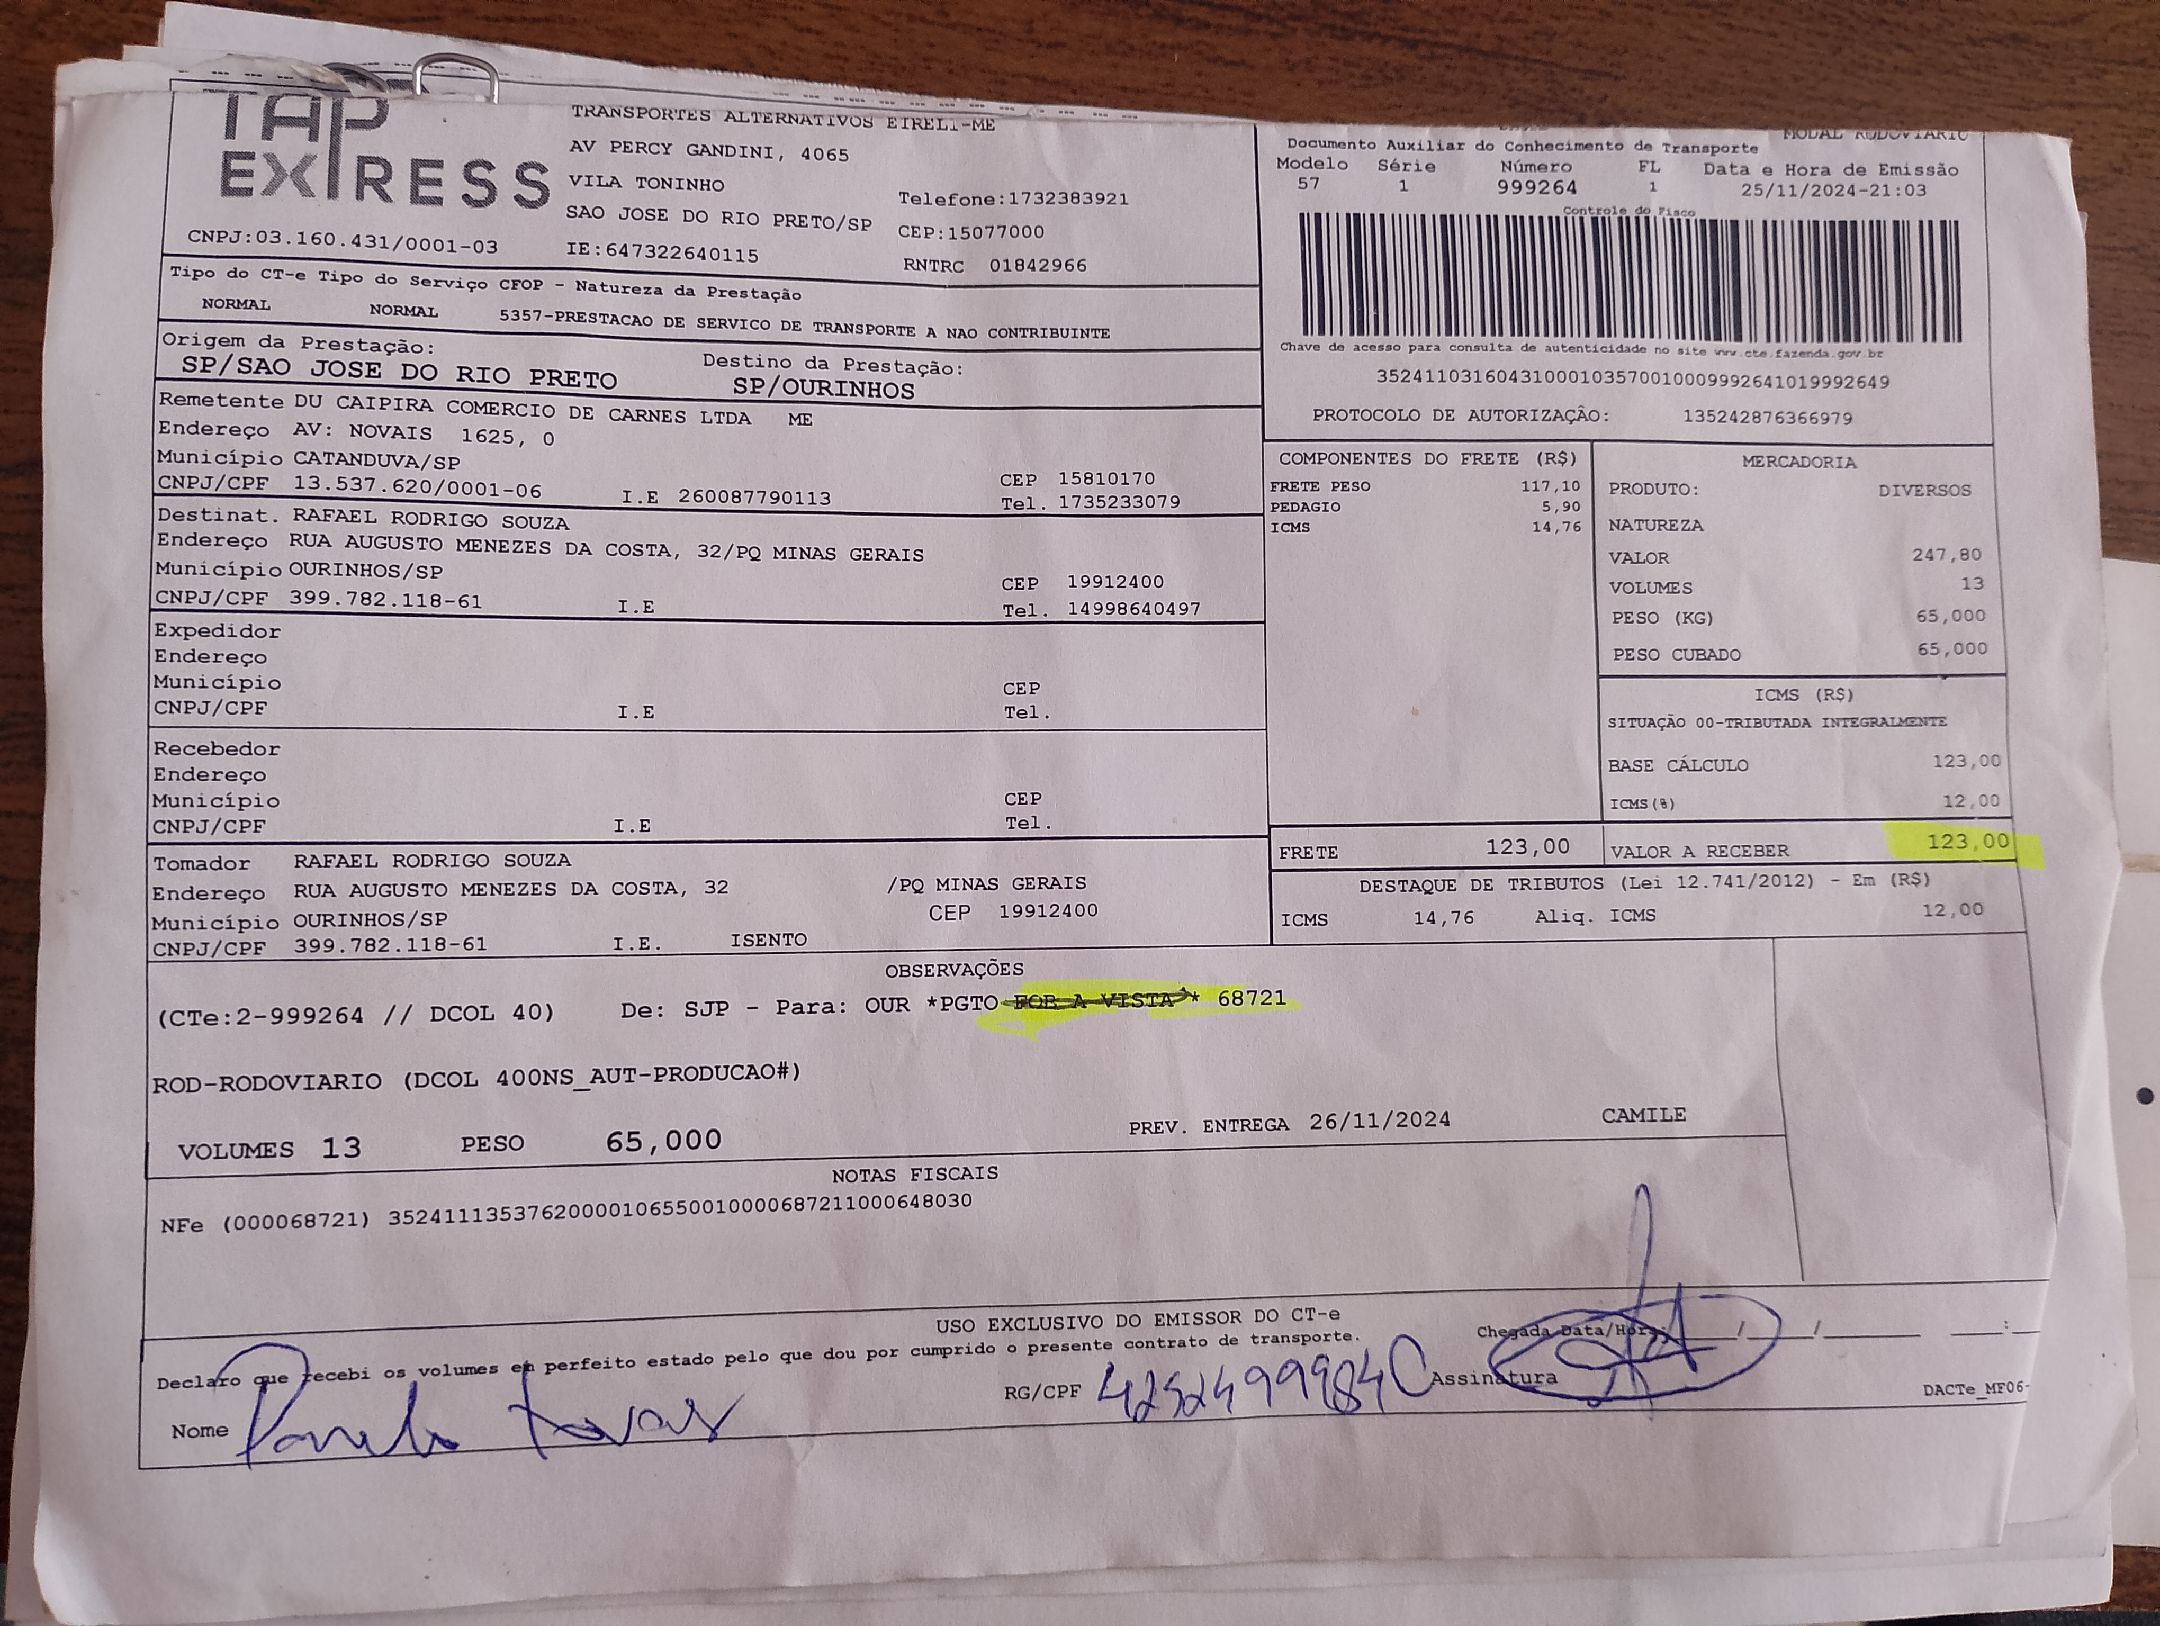 TAP
EXPRESS
TRANSPORTES ALTERNATIVOS EIRELI-ME
AV PERCY GANDINI, 4065
VILA TONINHO
SAO JOSE DO RIO PRETO/SP
Telefone:1732383921
CEP:15077000
CNPJ:03.160.431/0001-03
IE:647322640115
RNTRC 01842966
MODAL RODOVIARIO
Documento Auxiliar do Conhecimento de Transporte
Modelo Série Número FL Data e Hora de Emissão
57 1 999264 1 25/11/2024-21:03
Controle do Fisco
Chave de acesso para consulta de autenticidade no site www.cte.fazenda.gov.br
35241103160431000103570010009992641019992649
PROTOCOLO DE AUTORIZAÇÃO: 135242876366979
Tipo do CT-e Tipo do Serviço CFOP - Natureza da Prestação
NORMAL NORMAL 5357-PRESTACAO DE SERVICO DE TRANSPORTE A NAO CONTRIBUINTE
Origem da Prestação: Destino da Prestação:
SP/SAO JOSE DO RIO PRETO SP/OURINHOS
Remetente DU CAIPIRA COMERCIO DE CARNES LTDA ME
Endereço AV: NOVAIS 1625, 0
Município CATANDUVA/SP CEP 15810170
CNPJ/CPF 13.537.620/0001-06 I.E 260087790113 Tel. 1735233079
Destinat. RAFAEL RODRIGO SOUZA
Endereço RUA AUGUSTO MENEZES DA COSTA, 32/PQ MINAS GERAIS
Município OURINHOS/SP CEP 19912400
CNPJ/CPF 399.782.118-61 I.E Tel. 14998640497
Expedidor
Endereço
Município CEP
CNPJ/CPF I.E Tel.
Recebedor
Endereço
Município CEP
CNPJ/CPF I.E Tel.
Tomador RAFAEL RODRIGO SOUZA
Endereço RUA AUGUSTO MENEZES DA COSTA, 32 /PQ MINAS GERAIS
Município OURINHOS/SP CEP 19912400
CNPJ/CPF 399.782.118-61 I.E. ISENTO
COMPONENTES DO FRETE (R$)
FRETE PESO 117,10
PEDAGIO 5,90
ICMS 14,76
MERCADORIA
PRODUTO: DIVERSOS
NATUREZA
VALOR 247,80
VOLUMES 13
PESO (KG) 65,000
PESO CUBADO 65,000
ICMS (R$)
SITUAÇÃO 00-TRIBUTADA INTEGRALMENTE
BASE CÁLCULO 123,00
ICMS(%) 12,00
FRETE 123,00 VALOR A RECEBER 123,00
DESTAQUE DE TRIBUTOS (Lei 12.741/2012) - Em (R$)
ICMS 14,76 Aliq. ICMS 12,00
OBSERVAÇÕES
(CTe:2-999264 // DCOL 40) De: SJP - Para: OUR *PGTO FOB A VISTA * 68721
ROD-RODOVIARIO (DCOL 400NS_AUT-PRODUCAO#)
VOLUMES 13 PESO 65,000 PREV. ENTREGA 26/11/2024 CAMILE
NOTAS FISCAIS
NFe (000068721) 35241113537620000106550010000687211000648030
USO EXCLUSIVO DO EMISSOR DO CT-e
Declaro que recebi os volumes em perfeito estado pelo que dou por cumprido o presente contrato de transporte.
Chegada Data/Hora: / / :
Nome
RG/CPF
Assinatura
DACTe_MF06-